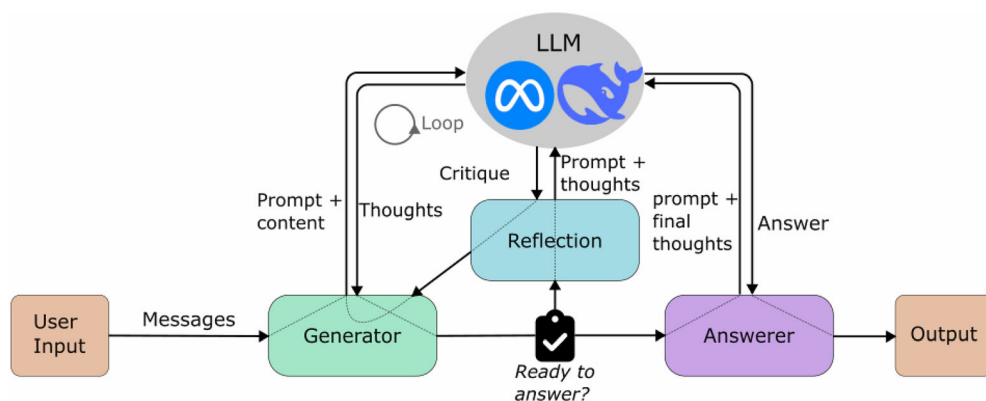 LLM
Loop
Critique
Prompt +
thoughts
Prompt +
content
Thoughts
prompt +
final
thoughts
Answer
Reflection
User
Input
Messages
Generator
Ready to
answer?
Answerer
Output